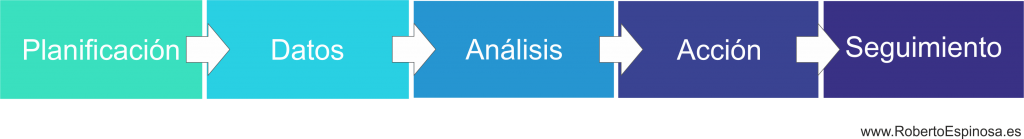 Planificación
Datos
Análisis
Acción
Seguimiento
www.RobertoEspinosa.es